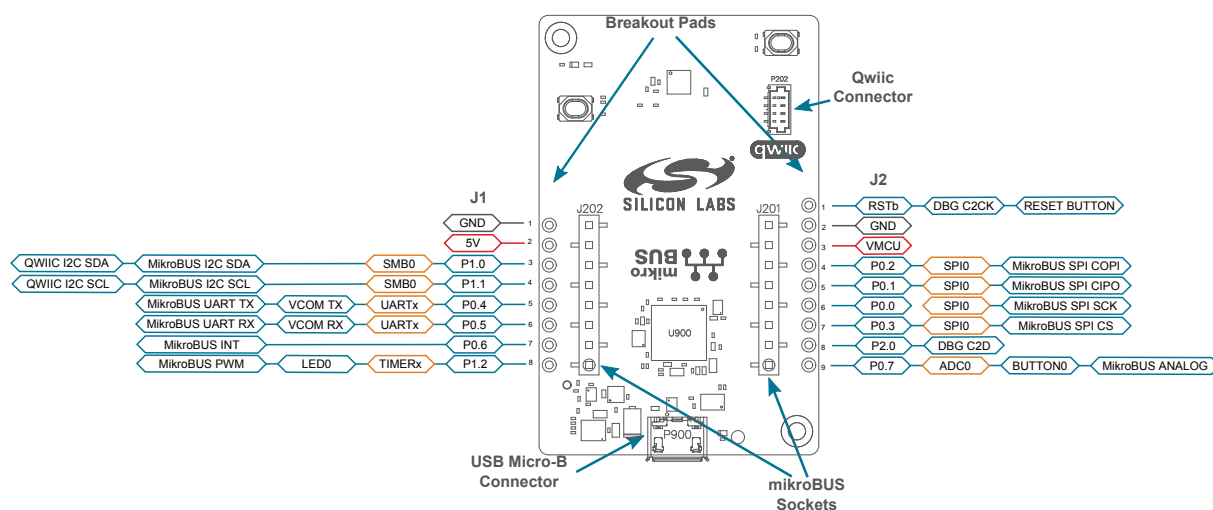 Breakout Pads
P202
Qwiic
Connector
qwiic
SILICON LABS
J1
J2
J202
J201
GND 1
5V 2
QWIIC I2C SDA MikroBUS I2C SDA SMB0 P1.0 3
QWIIC I2C SCL MikroBUS I2C SCL SMB0 P1.1 4
MikroBUS UART TX VCOM TX UARTx P0.4 5
MikroBUS UART RX VCOM RX UARTx P0.5 6
MikroBUS INT P0.6 7
MikroBUS PWM LED0 TIMERx P1.2 8
mikro
BUS
U900
1 RSTb DBG C2CK RESET BUTTON
2 GND
3 VMCU
4 P0.2 SPI0 MikroBUS SPI COPI
5 P0.1 SPI0 MikroBUS SPI CIPO
6 P0.0 SPI0 MikroBUS SPI SCK
7 P0.3 SPI0 MikroBUS SPI CS
8 P2.0 DBG C2D
9 P0.7 ADC0 BUTTON0 MikroBUS ANALOG
P900
USB Micro-B
Connector
mikroBUS
Sockets